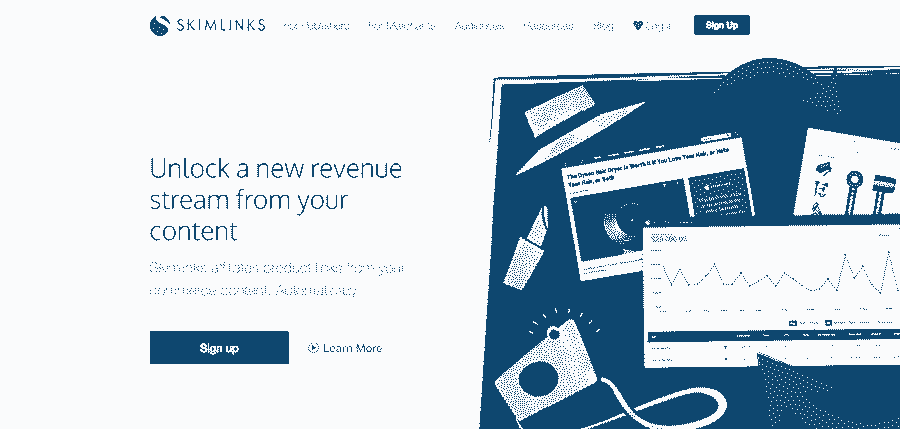 SKIMLINKS
For Publishers For Merchants Audiences Resources Blog Login Sign Up
Unlock a new revenue
stream from your
content
Skimlinks affiliates product links from your
commerce content. Automatically.
Sign up Learn More
The Dyson Hair Dryer is Worth It If You Love Your Hair, or Hate
Your Hair, or Both